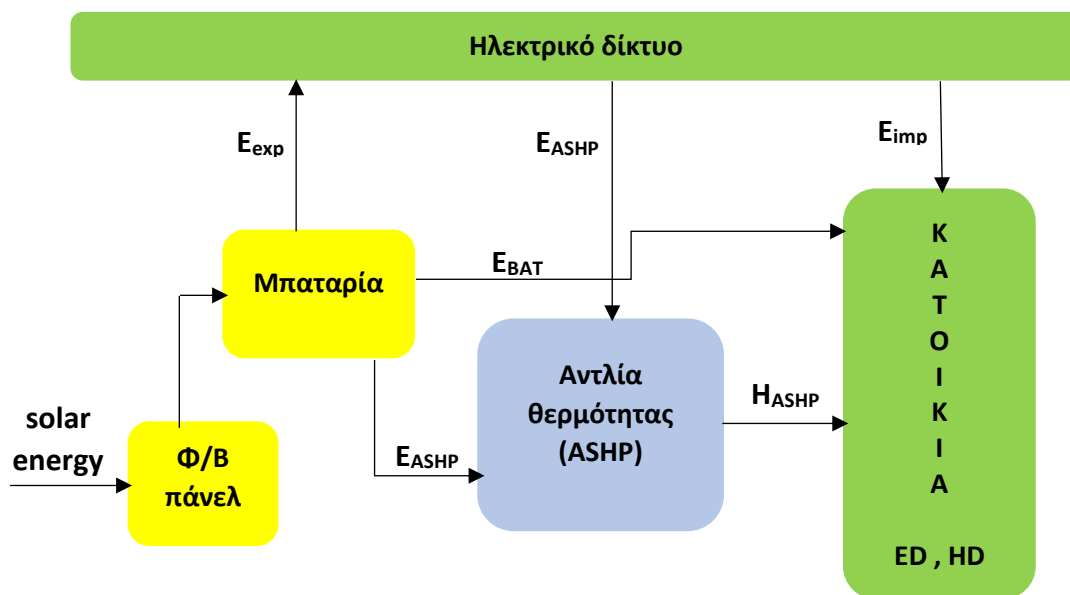 Ηλεκτρικό δίκτυο
Eexp
EASHP
Eimp
Μπαταρία
EBAT
Κ
Α
Τ
Ο
Ι
Κ
Ι
Α
ED , HD
Αντλία
θερμότητας
(ASHP)
HASHP
EASHP
solar
energy
Φ/Β
πάνελ